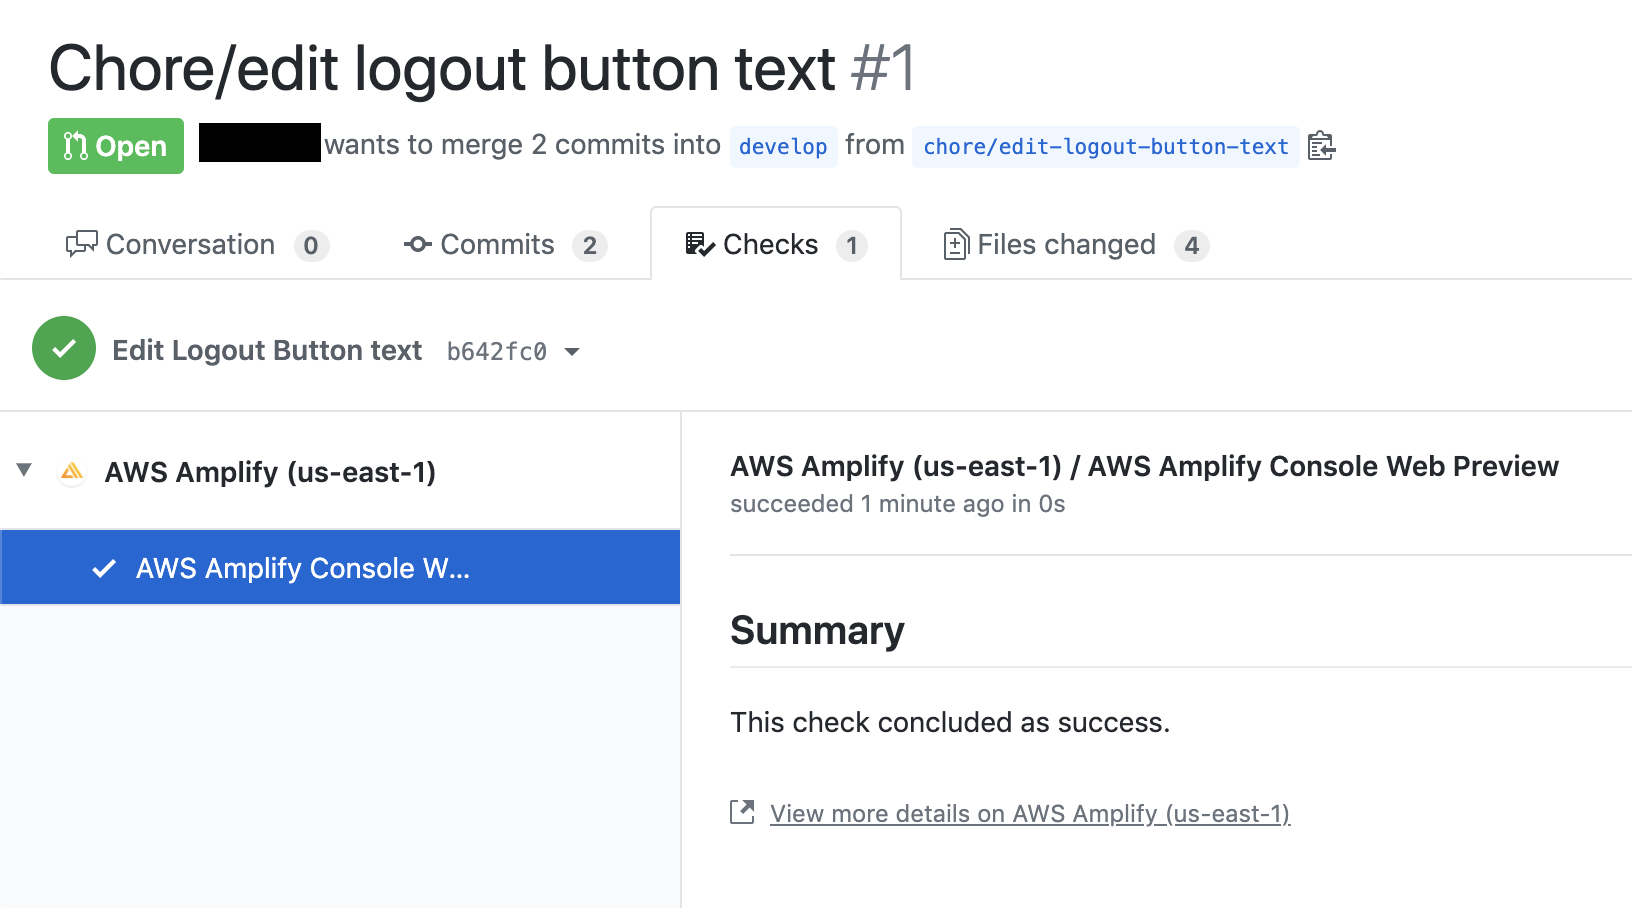 Chore/edit logout button text #1
Open wants to merge 2 commits into develop from chore/edit-logout-button-text
Conversation 0 Commits 2 Checks 1 Files changed 4
Edit Logout Button text b642fc0
AWS Amplify (us-east-1)
AWS Amplify Console W...
AWS Amplify (us-east-1) / AWS Amplify Console Web Preview
succeeded 1 minute ago in 0s
Summary
This check concluded as success.
View more details on AWS Amplify (us-east-1)